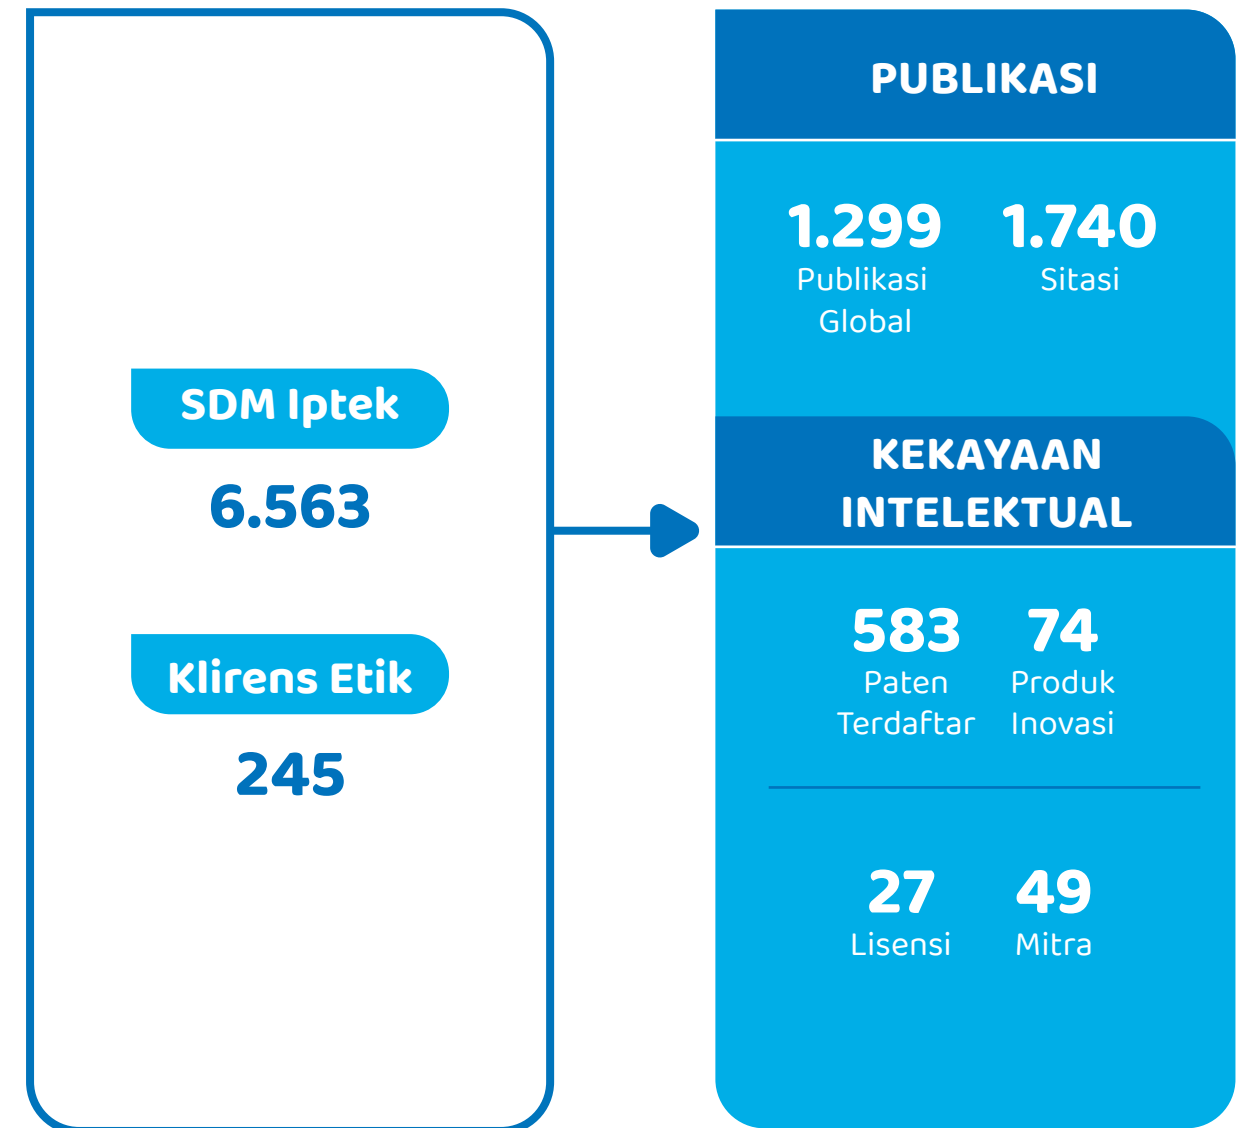 SDM Iptek
6.563
Klirens Etik
245
PUBLIKASI
1.299 1.740
Publikasi Sitasi
Global
KEKAYAAN
INTELEKTUAL
583 74
Paten Produk
Terdaftar Inovasi
27 49
Lisensi Mitra